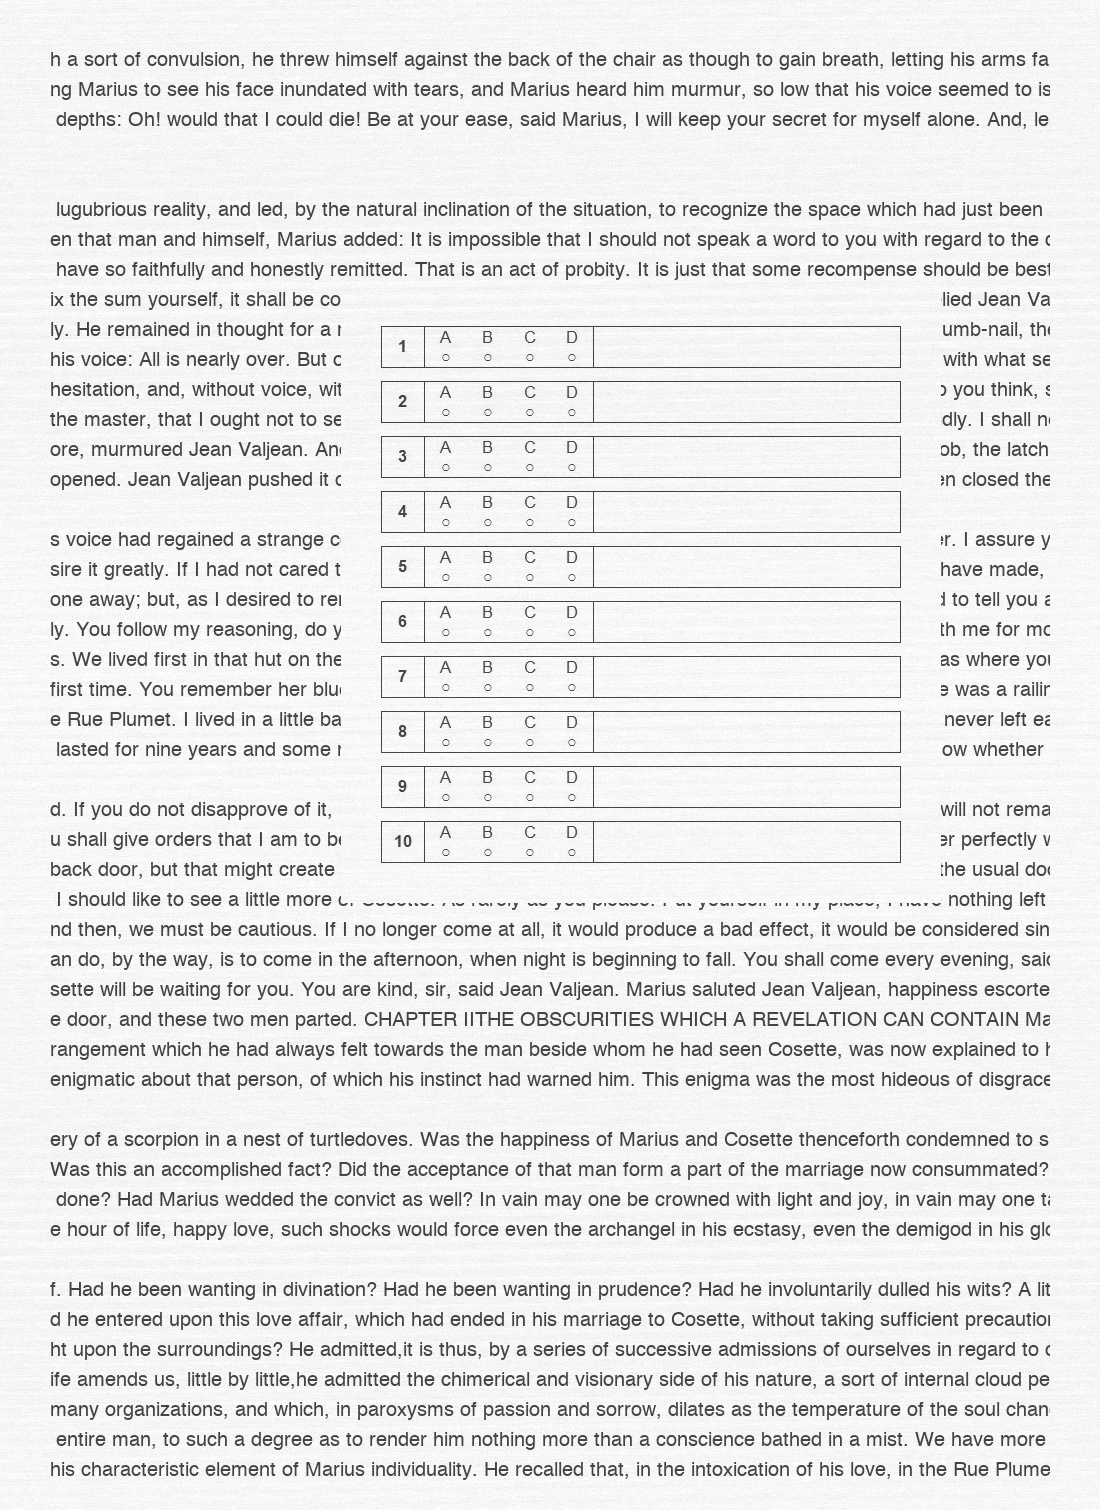 h a sort of convulsion, he threw himself against the back of the chair as though to gain breath, letting his arms fa
ng Marius to see his face inundated with tears, and Marius heard him murmur, so low that his voice seemed to is
depths: Oh! would that I could die! Be at your ease, said Marius, I will keep your secret for myself alone. And, le
lugubrious reality, and led, by the natural inclination of the situation, to recognize the space which had just been
en that man and himself, Marius added: It is impossible that I should not speak a word to you with regard to the
have so faithfully and honestly remitted. That is an act of probity. It is just that some recompense should be best
ix the sum yourself, it shall be co lied Jean Va
ly. He remained in thought for a umb-nail, the
his voice: All is nearly over. But with what se
hesitation, and, without voice, wit you think, s
the master, that I ought not to se dly. I shall n
ore, murmured Jean Valjean. An ob, the latch
opened. Jean Valjean pushed it en closed the
s voice had regained a strange er. I assure y
sire it greatly. If I had not cared t have made,
one away; but, as I desired to re to tell you a
ly. You follow my reasoning, do y th me for mo
s. We lived first in that hut on the as where you
first time. You remember her blu was a railin
e Rue Plumet. I lived in a little ba never left ea
lasted for nine years and some ow whether
d. If you do not disapprove of it, will not rema
u shall give orders that I am to be er perfectly w
back door, but that might create the usual doo
I should like to see a little more of Cosette. As rarely as you please. Put yourself in my place, I have nothing left
nd then, we must be cautious. If I no longer come at all, it would produce a bad effect, it would be considered sin
an do, by the way, is to come in the afternoon, when night is beginning to fall. You shall come every evening, said
sette will be waiting for you. You are kind, sir, said Jean Valjean. Marius saluted Jean Valjean, happiness escorte
e door, and these two men parted. CHAPTER IITHE OBSCURITIES WHICH A REVELATION CAN CONTAIN Ma
rangement which he had always felt towards the man beside whom he had seen Cosette, was now explained to h
enigmatic about that person, of which his instinct had warned him. This enigma was the most hideous of disgrace
ery of a scorpion in a nest of turtledoves. Was the happiness of Marius and Cosette thenceforth condemned to s
Was this an accomplished fact? Did the acceptance of that man form a part of the marriage now consummated?
done? Had Marius wedded the convict as well? In vain may one be crowned with light and joy, in vain may one ta
e hour of life, happy love, such shocks would force even the archangel in his ecstasy, even the demigod in his glo
f. Had he been wanting in divination? Had he been wanting in prudence? Had he involuntarily dulled his wits? A lit
d he entered upon this love affair, which had ended in his marriage to Cosette, without taking sufficient precaution
ht upon the surroundings? He admitted,it is thus, by a series of successive admissions of ourselves in regard to
ife amends us, little by little,he admitted the chimerical and visionary side of his nature, a sort of internal cloud pe
many organizations, and which, in paroxysms of passion and sorrow, dilates as the temperature of the soul chan
entire man, to such a degree as to render him nothing more than a conscience bathed in a mist. We have more
his characteristic element of Marius individuality. He recalled that, in the intoxication of his love, in the Rue Plume
1 A B C D
2 A B C D
3 A B C D
4 A B C D
5 A B C D
6 A B C D
7 A B C D
8 A B C D
9 A B C D
10 A B C D